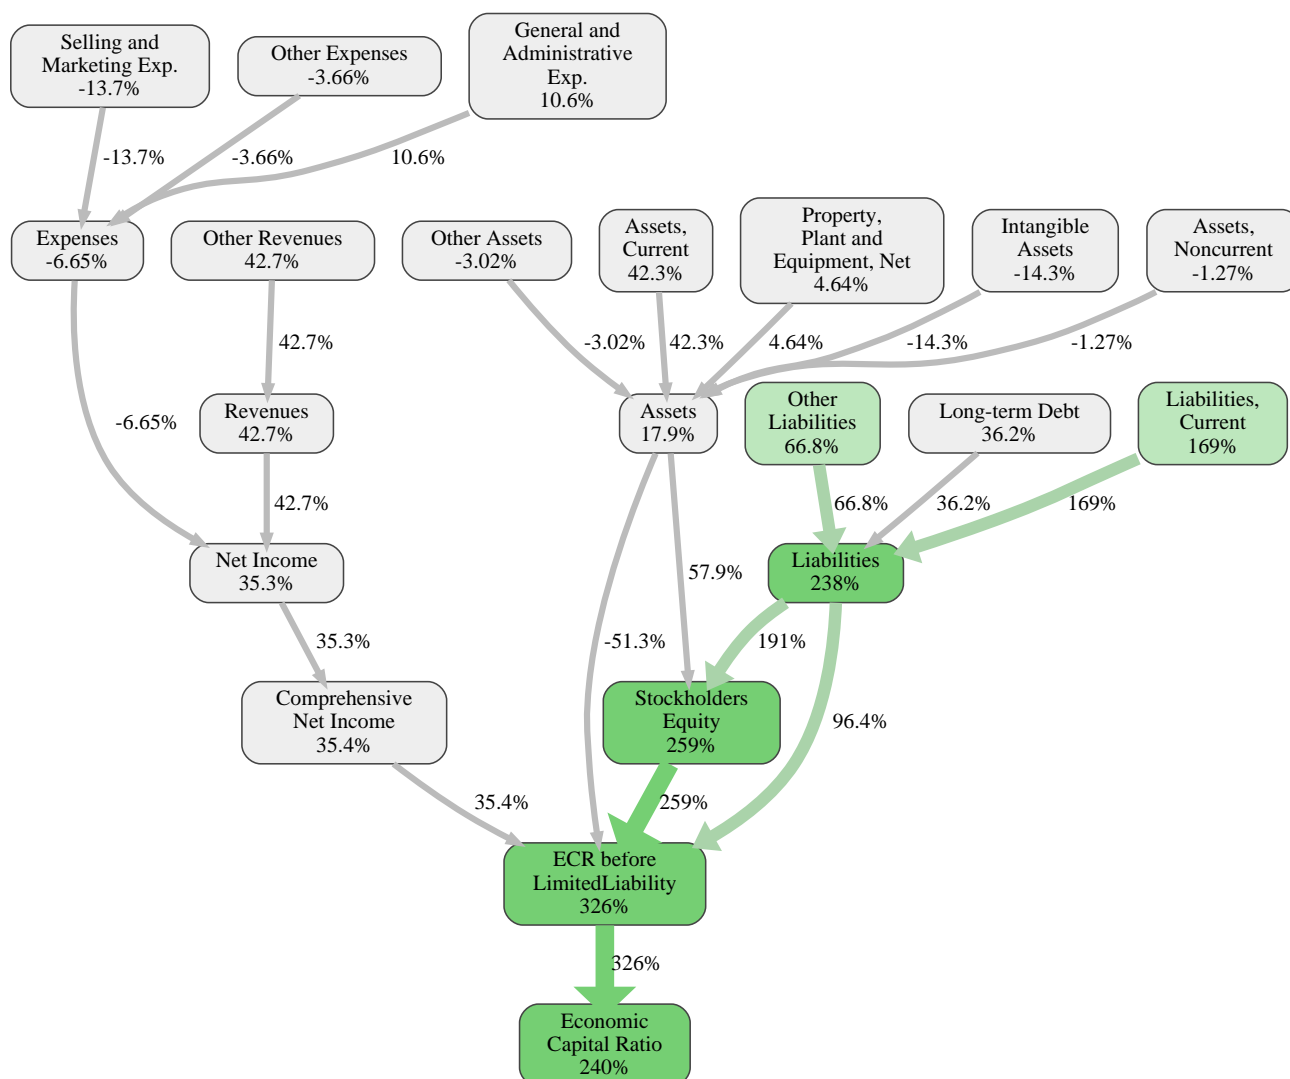 Selling and
Marketing Exp.
-13.7%
Other Expenses
-3.66%
General and
Administrative
Exp.
10.6%
-13.7%
-3.66%
10.6%
Expenses
-6.65%
Other Revenues
42.7%
Other Assets
-3.02%
Assets,
Current
42.3%
Property,
Plant and
Equipment, Net
4.64%
Intangible
Assets
-14.3%
Assets,
Noncurrent
-1.27%
42.7%
-3.02%
42.3%
4.64%
-14.3%
-1.27%
-6.65%
Revenues
42.7%
Assets
17.9%
Other
Liabilities
66.8%
Long-term Debt
36.2%
Liabilities,
Current
169%
42.7%
66.8%
36.2%
169%
Net Income
35.3%
57.9%
Liabilities
238%
35.3%
-51.3%
191%
Comprehensive
Net Income
35.4%
Stockholders
Equity
259%
96.4%
35.4%
259%
ECR before
LimitedLiability
326%
326%
Economic
Capital Ratio
240%